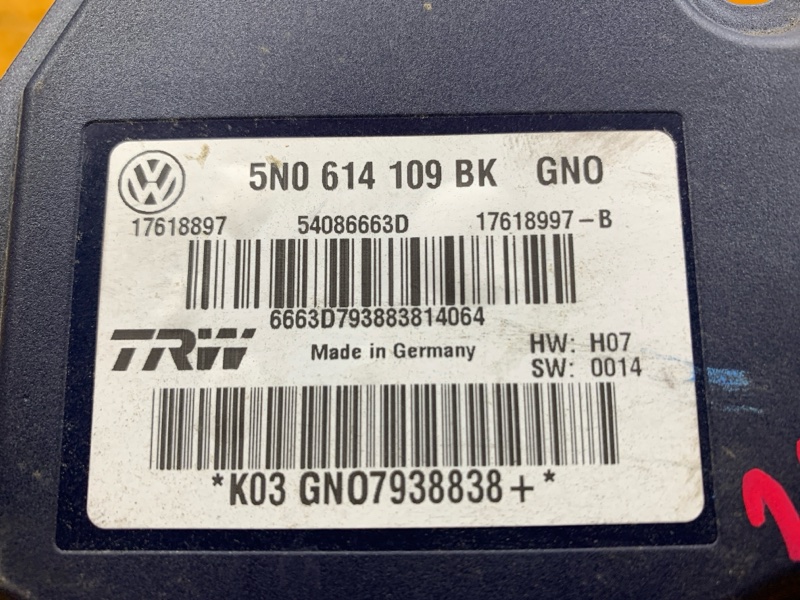 5N0 614 109 BK GNO
17618897 54086663D 17618997-B
6663D793883814064
TRW Made in Germany HW: H07
SW: 0014
*K03 GNO7938838+*